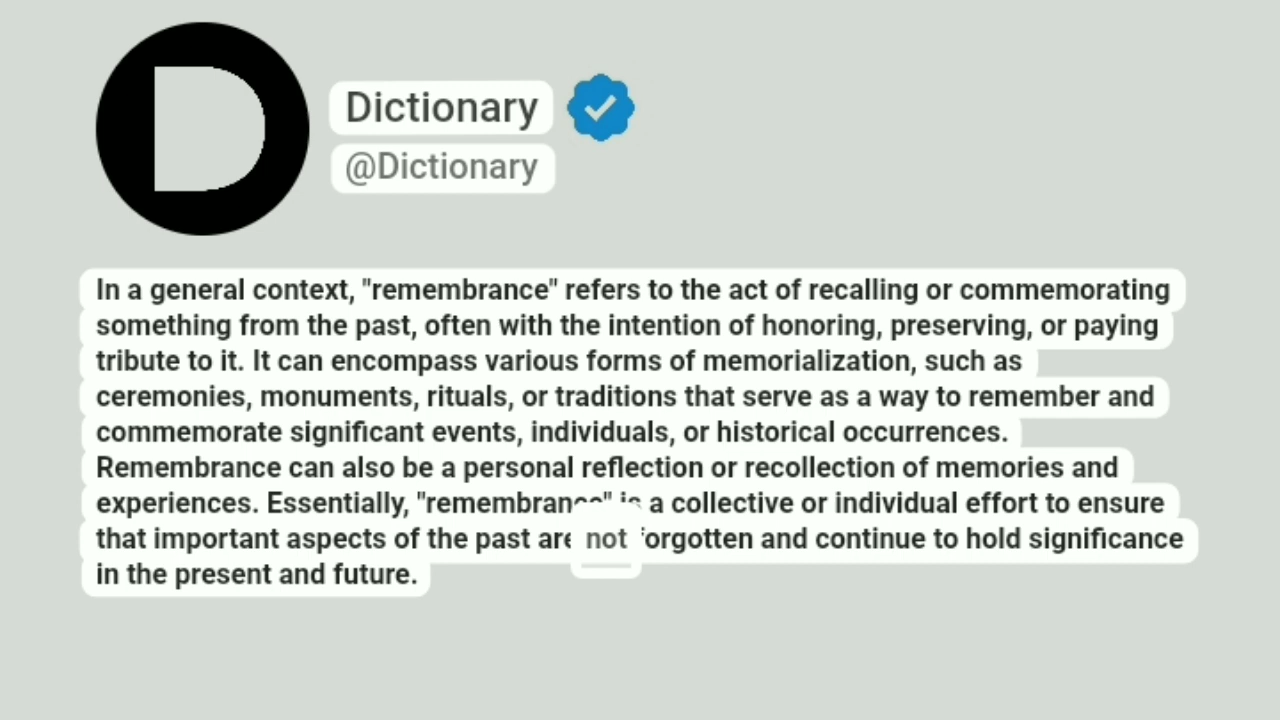 D
Dictionary
@Dictionary
In a general context, "remembrance" refers to the act of recalling or commemorating
something from the past, often with the intention of honoring, preserving, or paying
tribute to it. It can encompass various forms of memorialization, such as
ceremonies, monuments, rituals, or traditions that serve as a way to remember and
commemorate significant events, individuals, or historical occurrences.
Remembrance can also be a personal reflection or recollection of memories and
experiences. Essentially, "remembrance" is a collective or individual effort to ensure
that important aspects of the past are not forgotten and continue to hold significance
in the present and future.